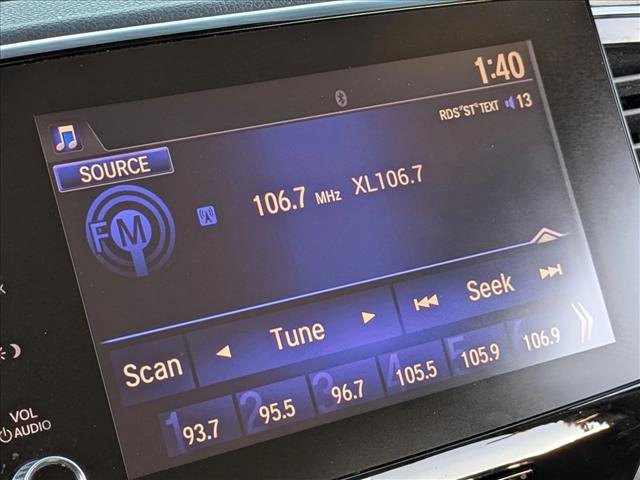 1:40
RDS ST TEXT 13
SOURCE
FM
106.7 MHz XL106.7
Scan
Tune
Seek
1 93.7
2 95.5
3 96.7
4 105.5
5 105.9
6 106.9
VOL
AUDIO